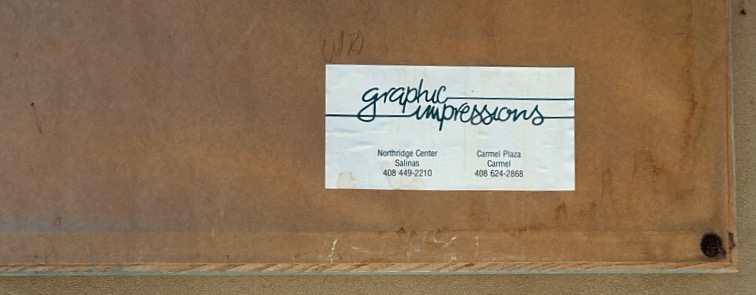 graphic
impressions
Northridge Center
Salinas
408 449-2210
Carmel Plaza
Carmel
408 624-2868